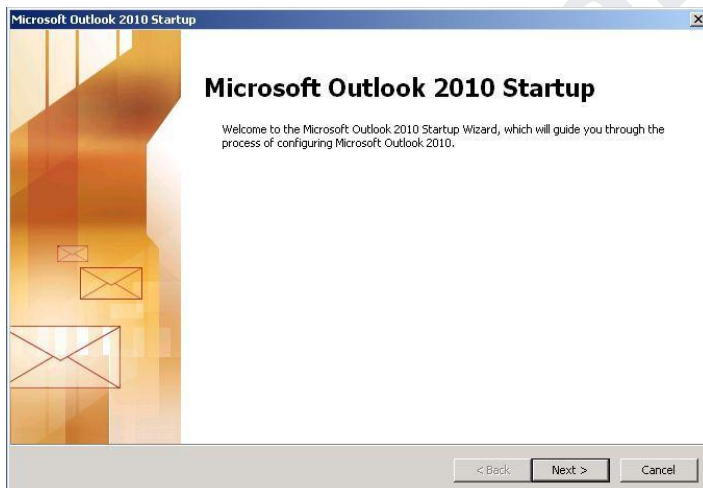 Microsoft Outlook 2010 Startup
Microsoft Outlook 2010 Startup
Welcome to the Microsoft Outlook 2010 Startup Wizard, which will guide you through the
process of configuring Microsoft Outlook 2010.
< Back Next > Cancel